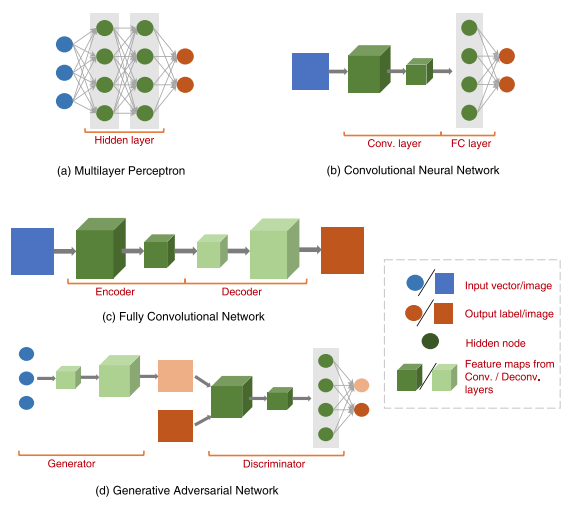 Hidden layer
(a) Multilayer Perceptron
Conv. layer
FC layer
(b) Convolutional Neural Network
Encoder
Decoder
(c) Fully Convolutional Network
Input vector/image
Output label/image
Hidden node
Feature maps from
Conv. / Deconv.
layers
Generator
Discriminator
(d) Generative Adversarial Network